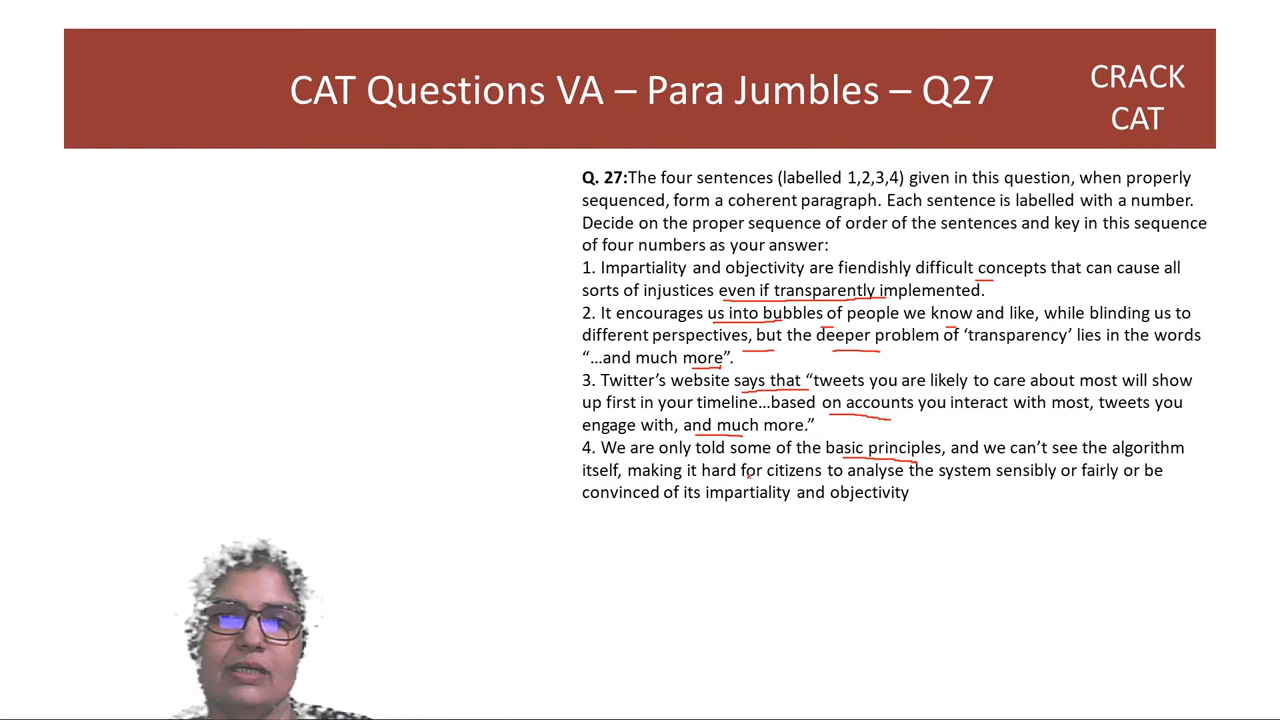 CAT Questions VA – Para Jumbles – Q27
CRACK
CAT
Q. 27:The four sentences (labelled 1,2,3,4) given in this question, when properly
sequenced, form a coherent paragraph. Each sentence is labelled with a number.
Decide on the proper sequence of order of the sentences and key in this sequence
of four numbers as your answer:
1. Impartiality and objectivity are fiendishly difficult concepts that can cause all
sorts of injustices even if transparently implemented.
2. It encourages us into bubbles of people we know and like, while blinding us to
different perspectives, but the deeper problem of ‘transparency’ lies in the words
“…and much more”.
3. Twitter’s website says that “tweets you are likely to care about most will show
up first in your timeline…based on accounts you interact with most, tweets you
engage with, and much more.”
4. We are only told some of the basic principles, and we can’t see the algorithm
itself, making it hard for citizens to analyse the system sensibly or fairly or be
convinced of its impartiality and objectivity